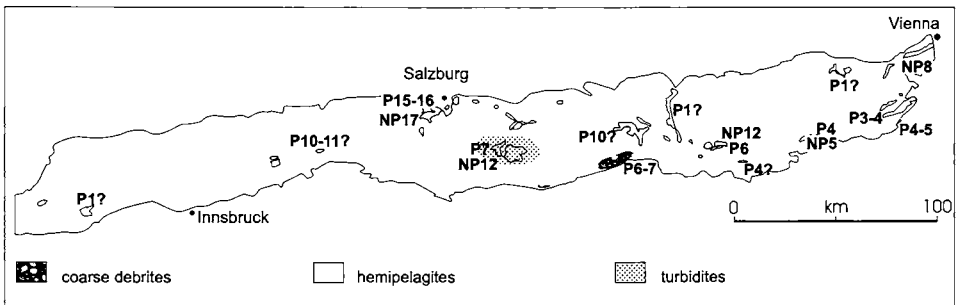 Vienna
NP8
P1?
Salzburg
P15-16
NP17
P1?
P3-4
P10-11?
P10?
NP12
P6
P4
NP5
P4-5
P?
NP12
P6-7
P4?
P1?
Innsbruck
0 100
km
coarse debrites
hemipelagites
turbidites